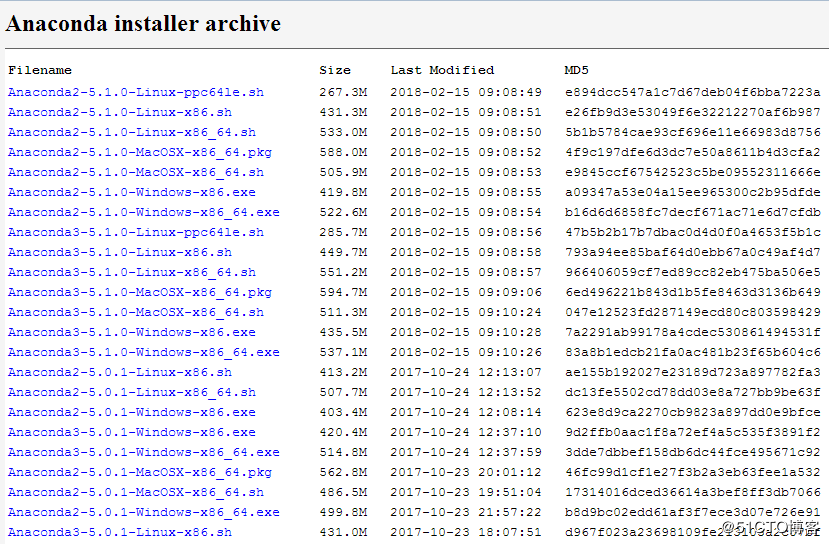 Anaconda installer archive
Filename Size Last Modified MD5
Anaconda2-5.1.0-Linux-ppc64le.sh 267.3M 2018-02-15 09:08:49 e894dcc547a1c7d67deb04f6bba7223a
Anaconda2-5.1.0-Linux-x86.sh 431.3M 2018-02-15 09:08:51 e26fb9d3e53049f6e32212270af6b987
Anaconda2-5.1.0-Linux-x86_64.sh 533.0M 2018-02-15 09:08:50 5b1b5784cae93cf696e11e66983d8756
Anaconda2-5.1.0-MacOSX-x86_64.pkg 588.0M 2018-02-15 09:08:52 4f9c197dfe6d3dc7e50a8611b4d3cfa2
Anaconda2-5.1.0-MacOSX-x86_64.sh 505.9M 2018-02-15 09:08:53 e9845ccf67542523c5be09552311666e
Anaconda2-5.1.0-Windows-x86.exe 419.8M 2018-02-15 09:08:55 a09347a53e04a15ee965300c2b95dfde
Anaconda2-5.1.0-Windows-x86_64.exe 522.6M 2018-02-15 09:08:54 b16d6d6858fc7decf671ac71e6d7cfdb
Anaconda3-5.1.0-Linux-ppc64le.sh 285.7M 2018-02-15 09:08:56 47b5b2b17b7dbac0d4d0f0a4653f5b1c
Anaconda3-5.1.0-Linux-x86.sh 449.7M 2018-02-15 09:08:58 793a94ee85baf64d0ebb67a0c49af4d7
Anaconda3-5.1.0-Linux-x86_64.sh 551.2M 2018-02-15 09:08:57 966406059cf7ed89cc82eb475ba506e5
Anaconda3-5.1.0-MacOSX-x86_64.pkg 594.7M 2018-02-15 09:09:06 6ed496221b843d1b5fe8463d3136b649
Anaconda3-5.1.0-MacOSX-x86_64.sh 511.3M 2018-02-15 09:10:24 047e12523fd287149ecd80c803598429
Anaconda3-5.1.0-Windows-x86.exe 435.5M 2018-02-15 09:10:28 7a2291ab99178a4cdec530861494531f
Anaconda3-5.1.0-Windows-x86_64.exe 537.1M 2018-02-15 09:10:26 83a8b1edcb21fa0ac481b23f65b604c6
Anaconda2-5.0.1-Linux-x86.sh 413.2M 2017-10-24 12:13:07 ae155b192027e23189d723a897782fa3
Anaconda2-5.0.1-Linux-x86_64.sh 507.7M 2017-10-24 12:13:52 dc13fe5502cd78dd03e8a727bb9be63f
Anaconda2-5.0.1-Windows-x86.exe 403.4M 2017-10-24 12:08:14 623e8d9ca2270cb9823a897dd0e9bfce
Anaconda3-5.0.1-Windows-x86.exe 420.4M 2017-10-24 12:37:10 9d2ffb0aac1f8a72ef4a5c535f3891f2
Anaconda3-5.0.1-Windows-x86_64.exe 514.8M 2017-10-24 12:37:59 3dde7dbbef158db6dc44fce495671c92
Anaconda2-5.0.1-MacOSX-x86_64.pkg 562.8M 2017-10-23 20:01:12 46fc99d1cf1e27f3b2a3eb63fee1a532
Anaconda2-5.0.1-MacOSX-x86_64.sh 486.5M 2017-10-23 19:51:04 17314016dced36614a3bef8ff3db7066
Anaconda2-5.0.1-Windows-x86_64.exe 499.8M 2017-10-23 21:57:22 b8d9bc02edd61af3f7ece3d07e726e91
Anaconda3-5.0.1-Linux-x86.sh 431.0M 2017-10-23 18:07:51
@51CTO博客